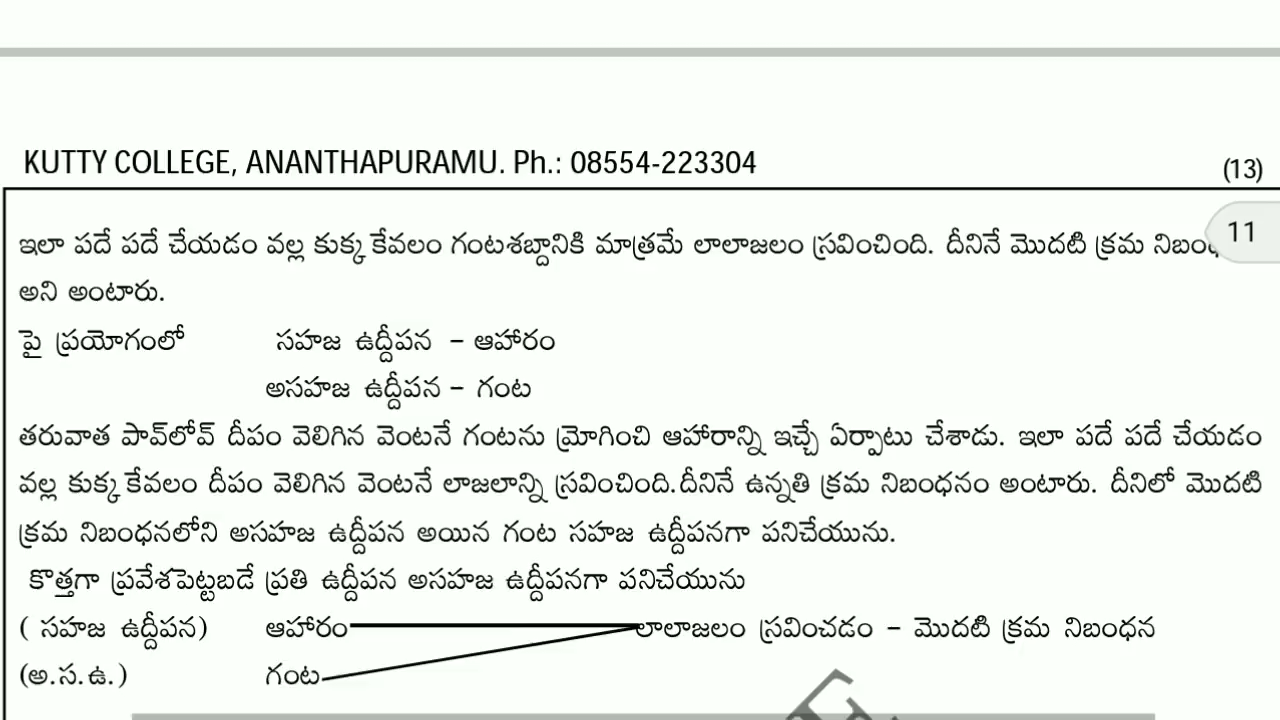 KUTTY COLLEGE, ANANTHAPURAMU. Ph.: 08554-223304
(13)
11
ఇలా పదే పదే చేయడం వల్ల కుక్క కేవలం గంటశబ్దానికి మాత్రమే లాలాజలం స్రవించింది. దీనినే మొదటి క్రమ
అని అంటారు.
పై ప్రయోగంలో సహజ ఉద్దీపన – ఆహారం
అసహజ ఉద్దీపన – గంట
తరువాత పావ్‌లోవ్ దీపం వెలిగిన వెంటనే గంటను మ్రోగించి ఆహారాన్ని ఇచ్చే ఏర్పాటు చేశాడు. ఇలా పదే పదే చేయడం
వల్ల కుక్క కేవలం దీపం వెలిగిన వెంటనే లాజలాన్ని స్రవించింది.దీనినే ఉన్నతి క్రమ నిబంధనం అంటారు. దీనిలో మొదటి
క్రమ నిబంధనలోని అసహజ ఉద్దీపన అయిన గంట సహజ ఉద్దీపనగా పనిచేయును.
కొత్తగా ప్రవేశపెట్టబడే ప్రతి ఉద్దీపన అసహజ ఉద్దీపనగా పనిచేయును
( సహజ ఉద్దీపన) ఆహారం లాలాజలం స్రవించడం – మొదటి క్రమ నిబంధన
(అ.స.ఉ.) గంట